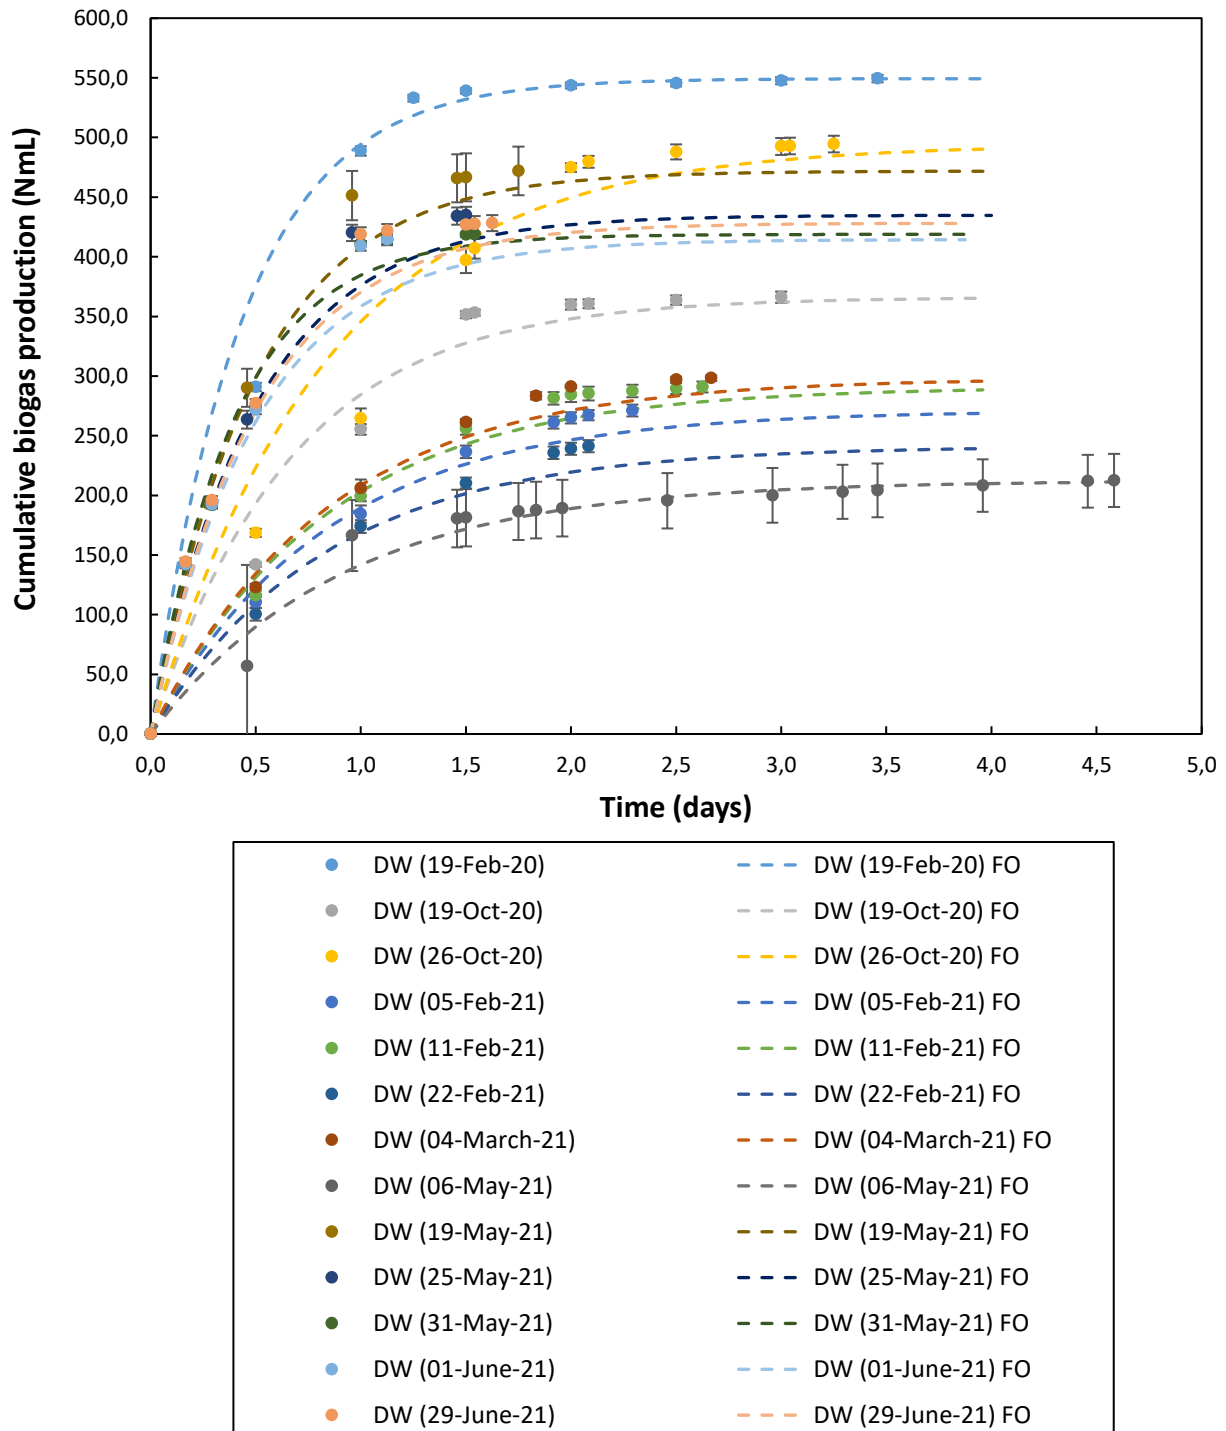 Cumulative biogas production (NmL)
600,0
550,0
500,0
450,0
400,0
350,0
300,0
250,0
200,0
150,0
100,0
50,0
0,0
0,0 0,5 1,0 1,5 2,0 2,5 3,0 3,5 4,0 4,5 5,0
Time (days)
DW (19-Feb-20) DW (19-Feb-20) FO
DW (19-Oct-20) DW (19-Oct-20) FO
DW (26-Oct-20) DW (26-Oct-20) FO
DW (05-Feb-21) DW (05-Feb-21) FO
DW (11-Feb-21) DW (11-Feb-21) FO
DW (22-Feb-21) DW (22-Feb-21) FO
DW (04-March-21) DW (04-March-21) FO
DW (06-May-21) DW (06-May-21) FO
DW (19-May-21) DW (19-May-21) FO
DW (25-May-21) DW (25-May-21) FO
DW (31-May-21) DW (31-May-21) FO
DW (01-June-21) DW (01-June-21) FO
DW (29-June-21) DW (29-June-21) FO